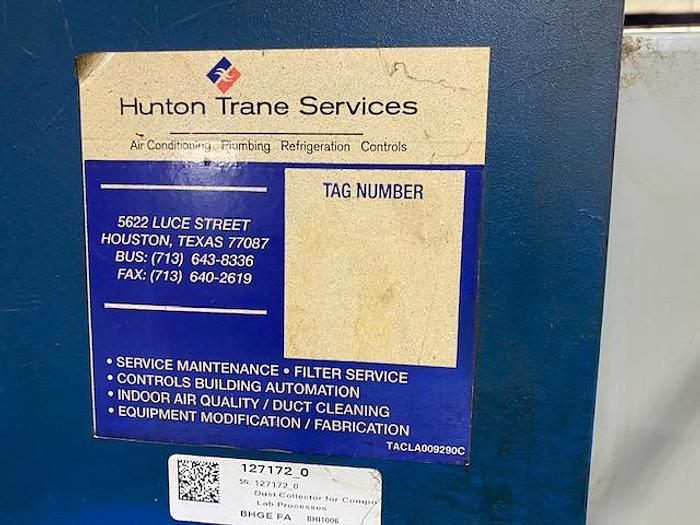 Hunton Trane Services
Air Conditioning Plumbing Refrigeration Controls
TAG NUMBER
5622 LUCE STREET
HOUSTON, TEXAS 77087
BUS: (713) 643-8336
FAX: (713) 640-2619
• SERVICE MAINTENANCE • FILTER SERVICE
• CONTROLS BUILDING AUTOMATION
• INDOOR AIR QUALITY / DUCT CLEANING
• EQUIPMENT MODIFICATION / FABRICATION
TACLA009290C
127172_0
SN: 127172_0
Dust Collector for Compo
Lab Processes
BHGE FA BHI1006